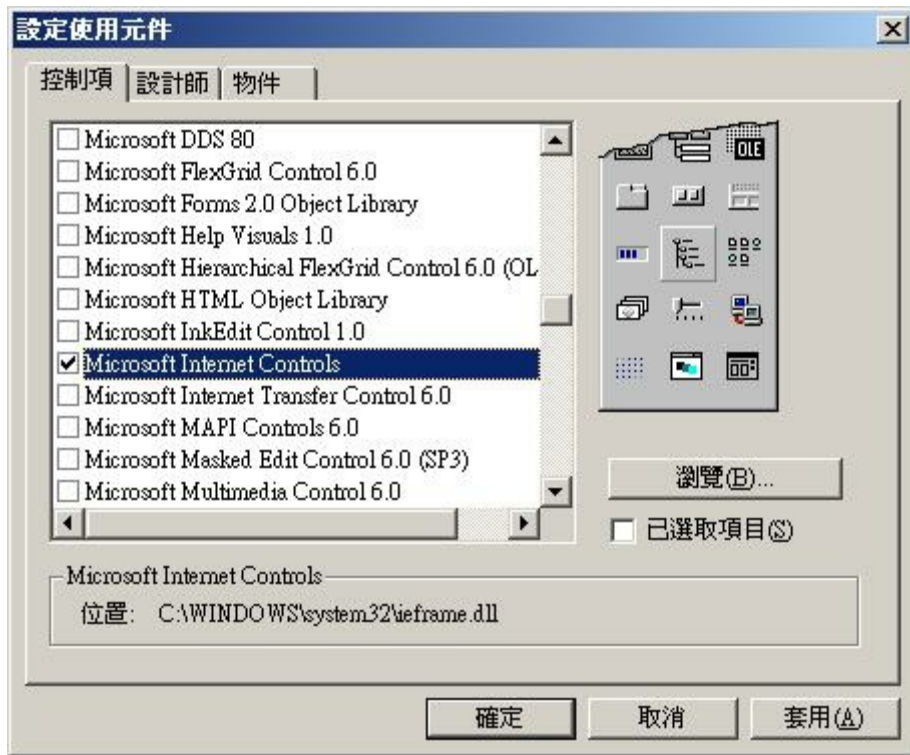 設定使用元件
控制項 設計師 物件
Microsoft DDS 80
Microsoft FlexGrid Control 6.0
Microsoft Forms 2.0 Object Library
Microsoft Help Visuals 1.0
Microsoft Hierarchical FlexGrid Control 6.0 (OL
Microsoft HTML Object Library
Microsoft InkEdit Control 1.0
Microsoft Internet Controls
Microsoft Internet Transfer Control 6.0
Microsoft MAPI Controls 6.0
Microsoft Masked Edit Control 6.0 (SP3)
Microsoft Multimedia Control 6.0
OLE
瀏覽(B)...
已選取項目(S)
Microsoft Internet Controls
位置: C:\WINDOWS\system32\ieframe.dll
確定 取消 套用(A)